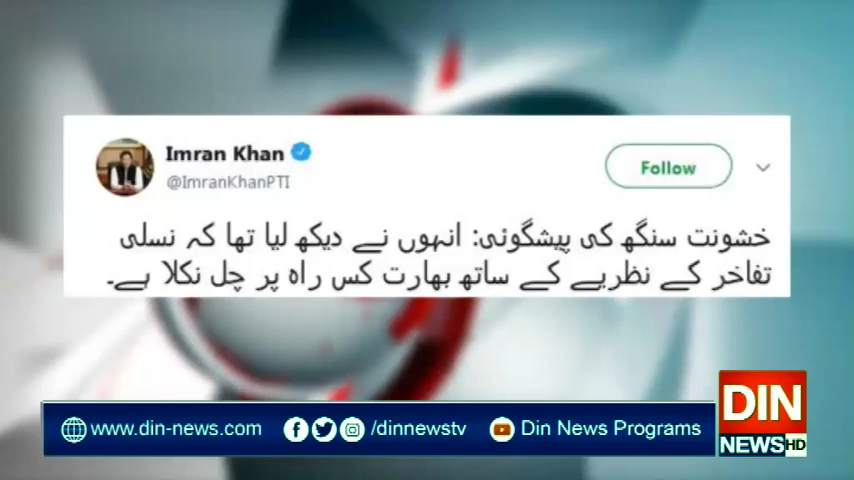 Imran Khan
@ImranKhanPTI
Follow
خشونت سنگھ کی پیشگوئی: انہوں نے دیکھ لیا تھا کہ نسلی
تفاخر کے نظریے کے ساتھ بھارت کس راہ پر چل نکلا ہے۔
www.din-news.com /dinnewstv Din News Programs
DIN
NEWS HD